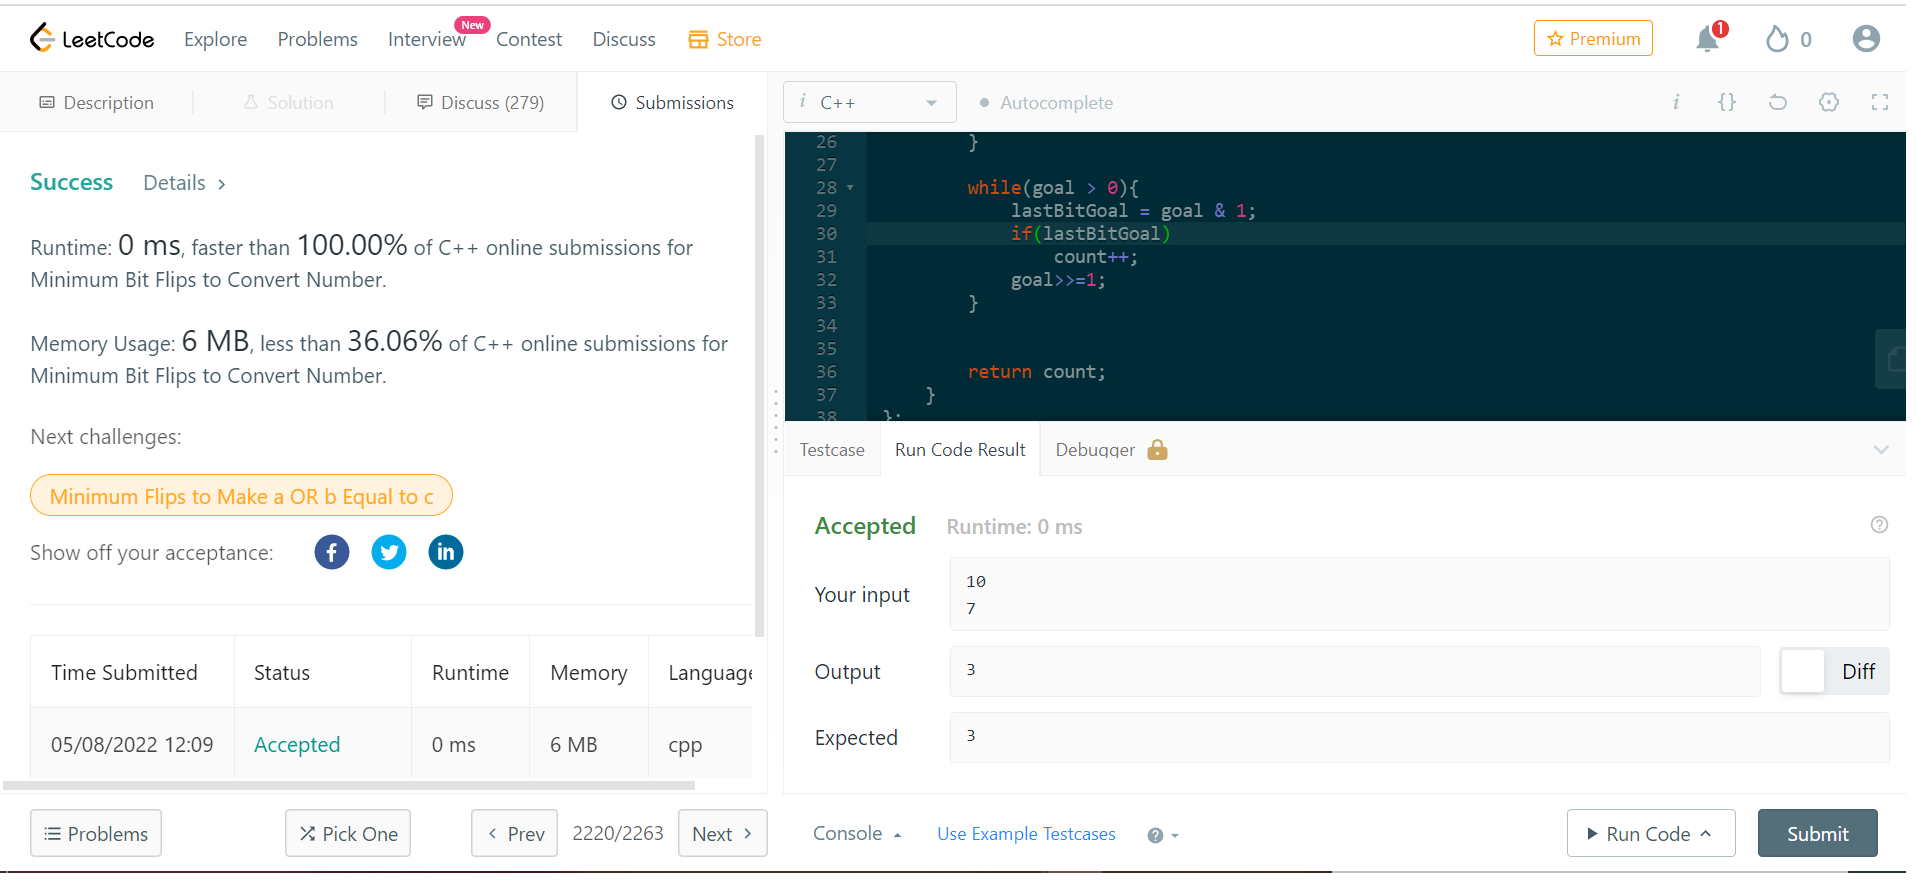 LeetCode
Explore
Problems
Interview
New
Contest
Discuss
Store
Premium
1
0
Description
Solution
Discuss (279)
Submissions
i C++
Autocomplete
i
{}
Success
Details >
Runtime: 0 ms, faster than 100.00% of C++ online submissions for
Minimum Bit Flips to Convert Number.
Memory Usage: 6 MB, less than 36.06% of C++ online submissions for
Minimum Bit Flips to Convert Number.
Next challenges:
Minimum Flips to Make a OR b Equal to c
Show off your acceptance:
Time Submitted Status Runtime Memory Language
05/08/2022 12:09 Accepted 0 ms 6 MB cpp
26 }
27
28 while(goal > 0){
29 lastBitGoal = goal & 1;
30 if(lastBitGoal)
31 count++;
32 goal>>=1;
33 }
34
35
36 return count;
37 }
38 };
Testcase
Run Code Result
Debugger
Accepted
Runtime: 0 ms
Your input
10
7
Output
3
Diff
Expected
3
Problems
Pick One
< Prev
2220/2263
Next >
Console
Use Example Testcases
Run Code
Submit